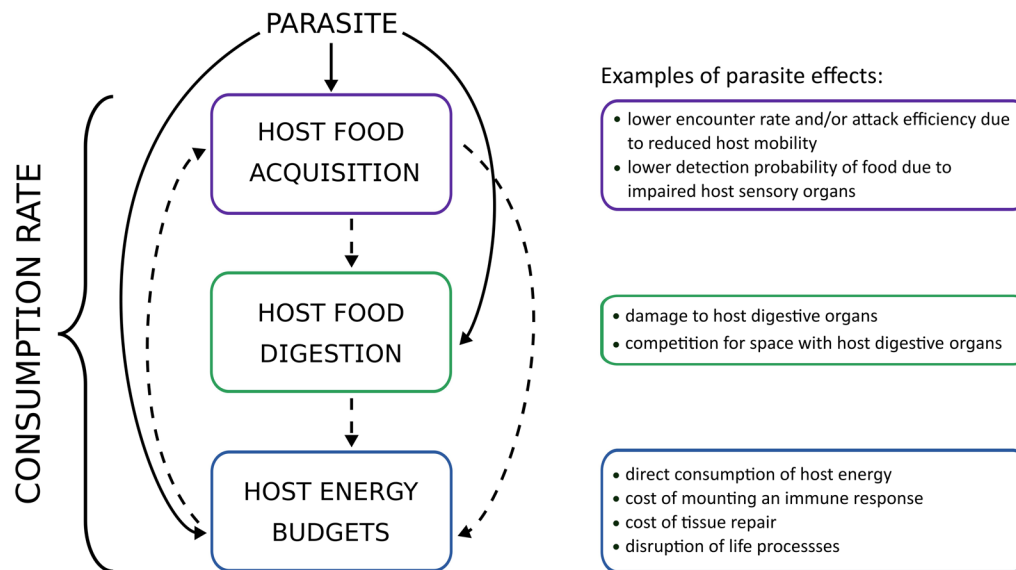 PARASITE
CONSUMPTION RATE
HOST FOOD
ACQUISITION
HOST FOOD
DIGESTION
HOST ENERGY
BUDGETS
Examples of parasite effects:
• lower encounter rate and/or attack efficiency due
to reduced host mobility
• lower detection probability of food due to
impaired host sensory organs
• damage to host digestive organs
• competition for space with host digestive organs
• direct consumption of host energy
• cost of mounting an immune response
• cost of tissue repair
• disruption of life processses